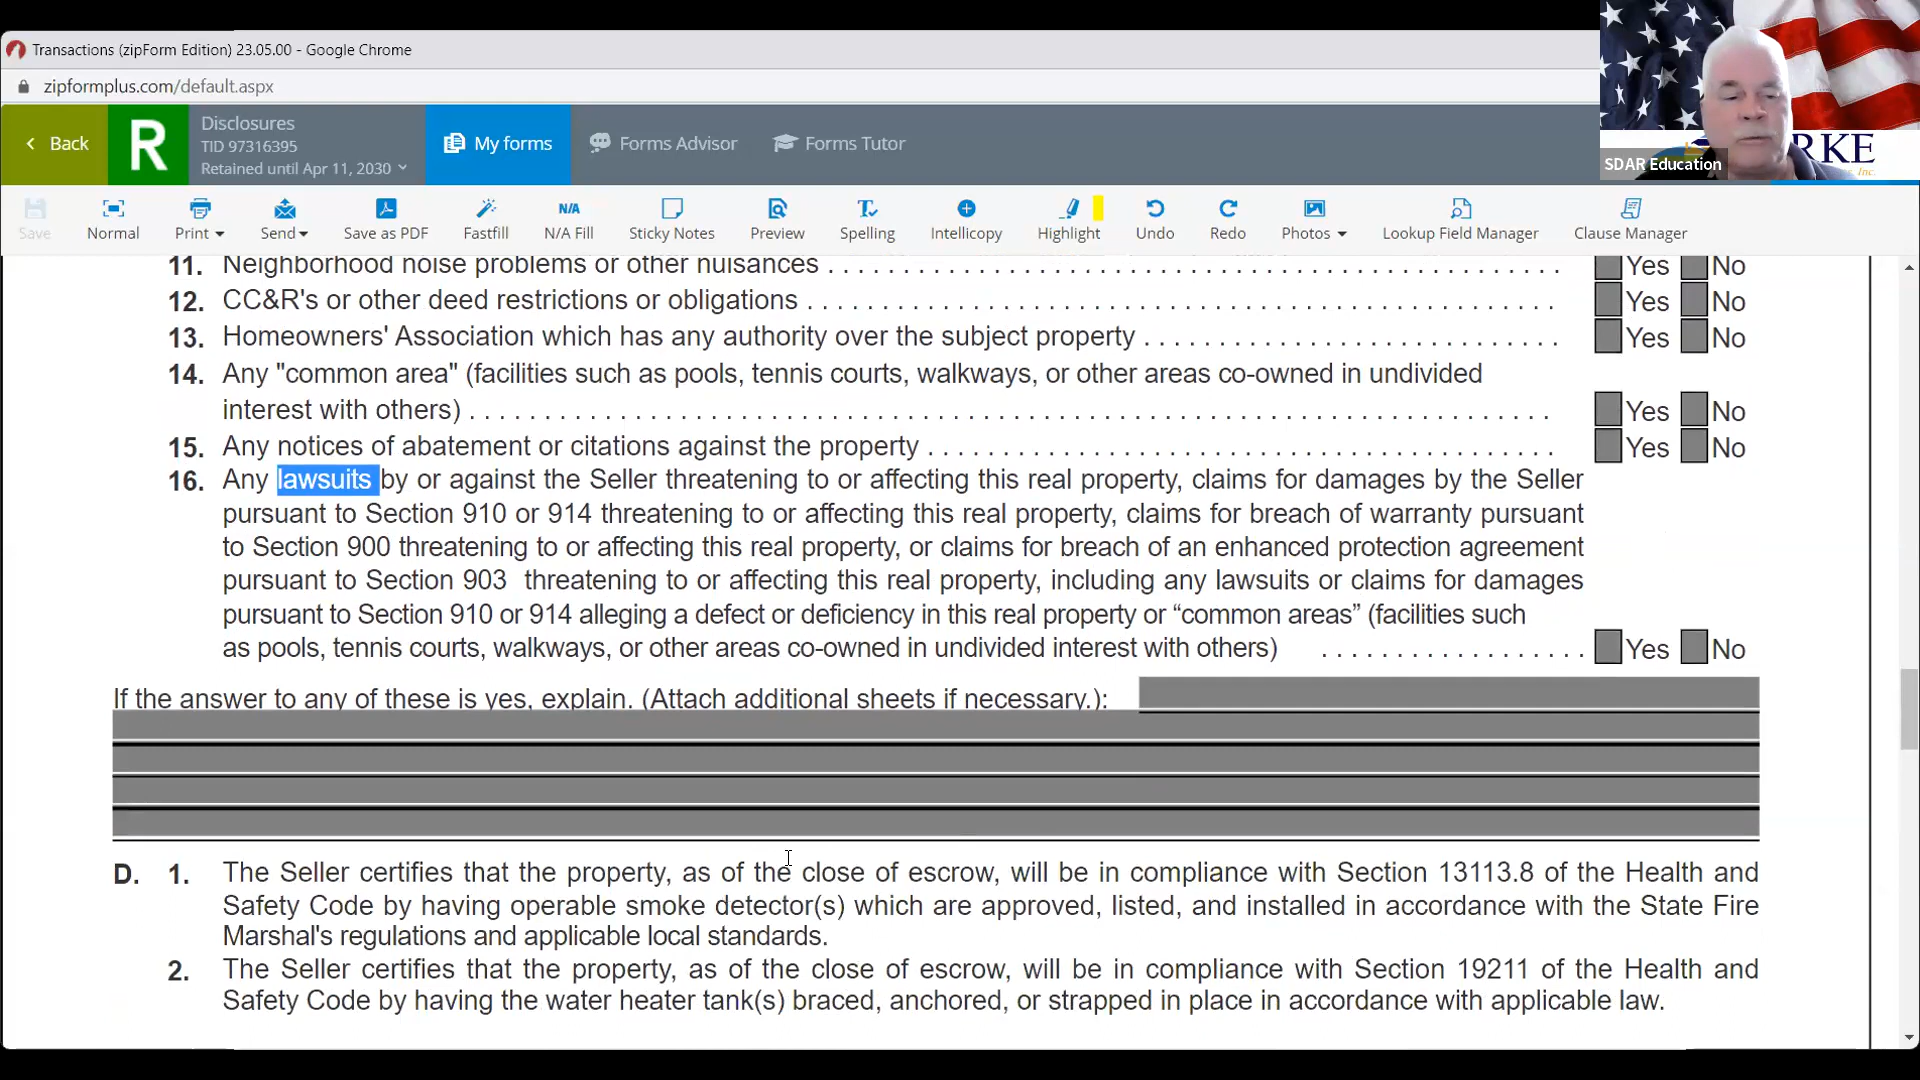 Transactions (zipForm Edition) 23.05.00 - Google Chrome
zipformplus.com/default.aspx
Back
R
Disclosures
TID 97316395
Retained until Apr 11, 2030
My forms
Forms Advisor
Forms Tutor
RKE
Inc.
SDAR Education
Save
Normal
Print
Send
Save as PDF
Fastfill
N/A
N/A Fill
Sticky Notes
Preview
Spelling
Intellicopy
Highlight
Undo
Redo
Photos
Lookup Field Manager
Clause Manager
11. Neighborhood noise problems or other nuisances Yes No
12. CC&R's or other deed restrictions or obligations Yes No
13. Homeowners' Association which has any authority over the subject property Yes No
14. Any "common area" (facilities such as pools, tennis courts, walkways, or other areas co-owned in undivided
interest with others) Yes No
15. Any notices of abatement or citations against the property Yes No
16. Any lawsuits by or against the Seller threatening to or affecting this real property, claims for damages by the Seller
pursuant to Section 910 or 914 threatening to or affecting this real property, claims for breach of warranty pursuant
to Section 900 threatening to or affecting this real property, or claims for breach of an enhanced protection agreement
pursuant to Section 903 threatening to or affecting this real property, including any lawsuits or claims for damages
pursuant to Section 910 or 914 alleging a defect or deficiency in this real property or “common areas” (facilities such
as pools, tennis courts, walkways, or other areas co-owned in undivided interest with others) Yes No
If the answer to any of these is yes, explain. (Attach additional sheets if necessary.):
D. 1. The Seller certifies that the property, as of the close of escrow, will be in compliance with Section 13113.8 of the Health and
Safety Code by having operable smoke detector(s) which are approved, listed, and installed in accordance with the State Fire
Marshal's regulations and applicable local standards.
2. The Seller certifies that the property, as of the close of escrow, will be in compliance with Section 19211 of the Health and
Safety Code by having the water heater tank(s) braced, anchored, or strapped in place in accordance with applicable law.